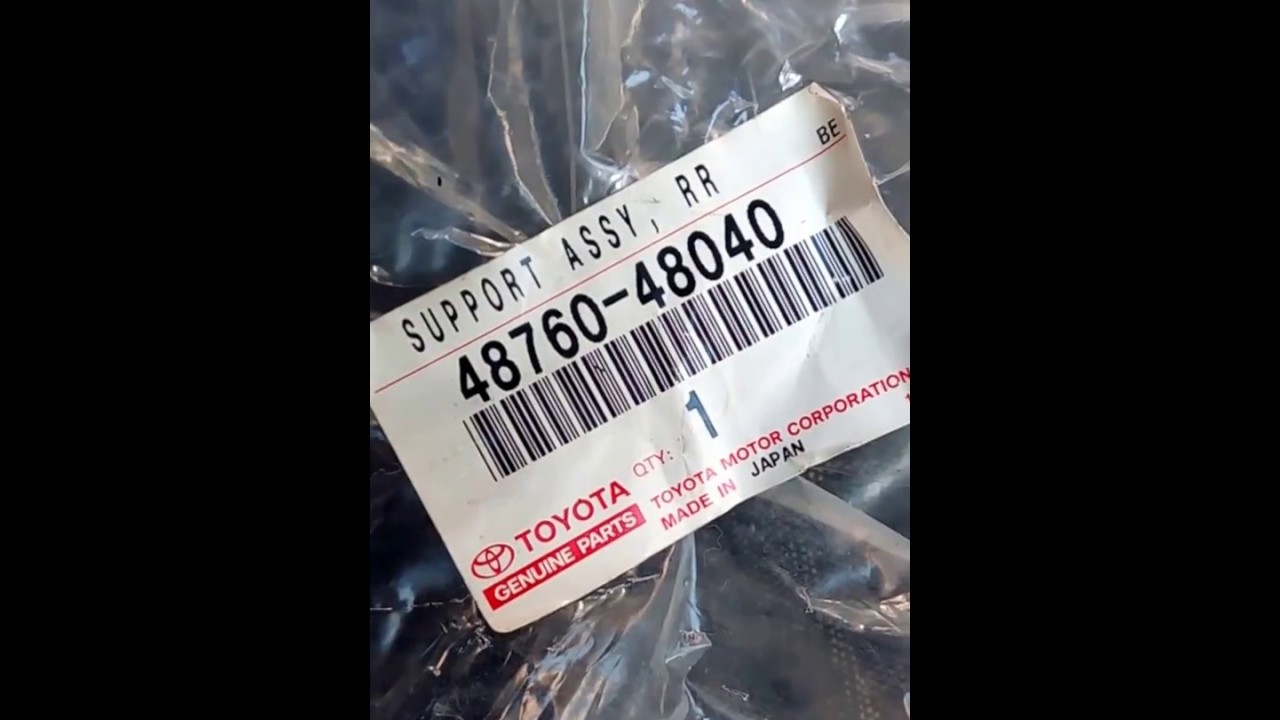 BE
SUPPORT ASSY, RR
48760-48040
QTY: 1
TOYOTA
GENUINE PARTS
TOYOTA MOTOR CORPORATION
MADE IN JAPAN